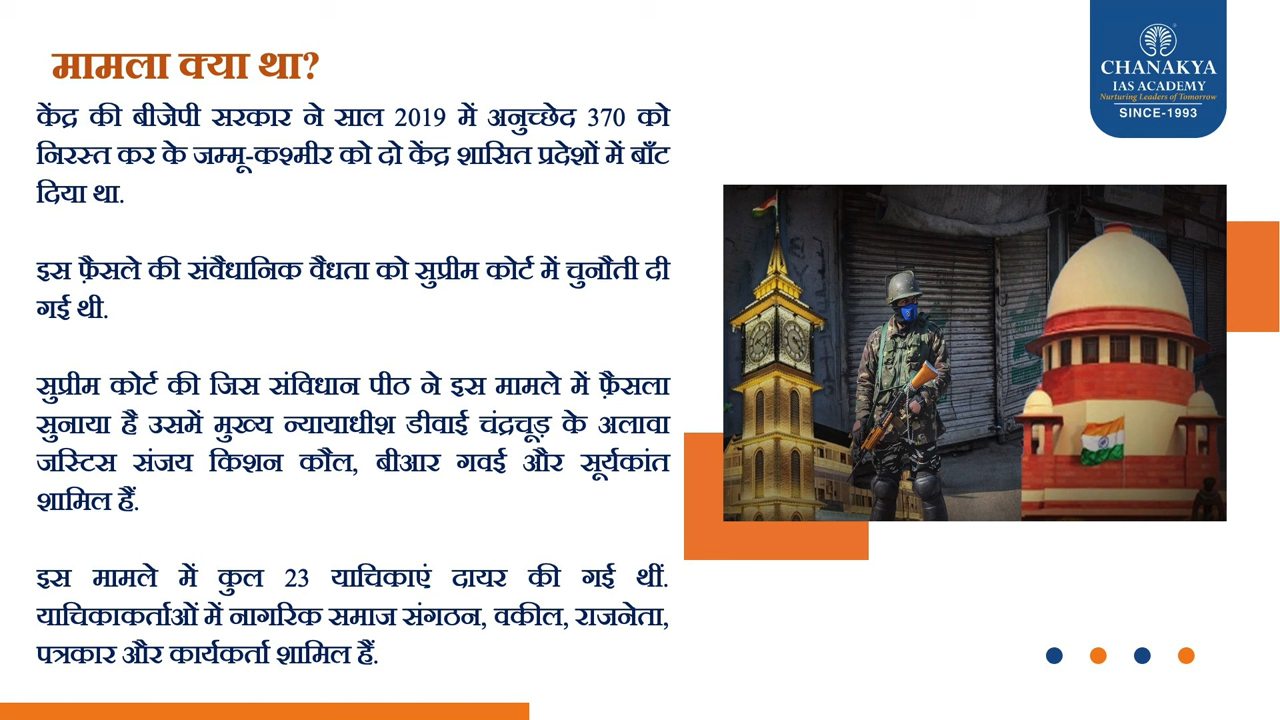 मामला क्या था?
केंद्र की बीजेपी सरकार ने साल 2019 में अनुच्छेद 370 को
निरस्त कर के जम्मू-कश्मीर को दो केंद्र शासित प्रदेशों में बाँट
दिया था.
इस फ़ैसले की संवैधानिक वैधता को सुप्रीम कोर्ट में चुनौती दी
गई थी.
सुप्रीम कोर्ट की जिस संविधान पीठ ने इस मामले में फ़ैसला
सुनाया है उसमें मुख्य न्यायाधीश डीवाई चंद्रचूड़ के अलावा
जस्टिस संजय किशन कौल, बीआर गवई और सूर्यकांत
शामिल हैं.
इस मामले में कुल 23 याचिकाएं दायर की गई थीं.
याचिकाकर्ताओं में नागरिक समाज संगठन, वकील, राजनेता,
पत्रकार और कार्यकर्ता शामिल हैं.
CHANAKYA
IAS ACADEMY
Nurturing Leaders of Tomorrow
SINCE-1993